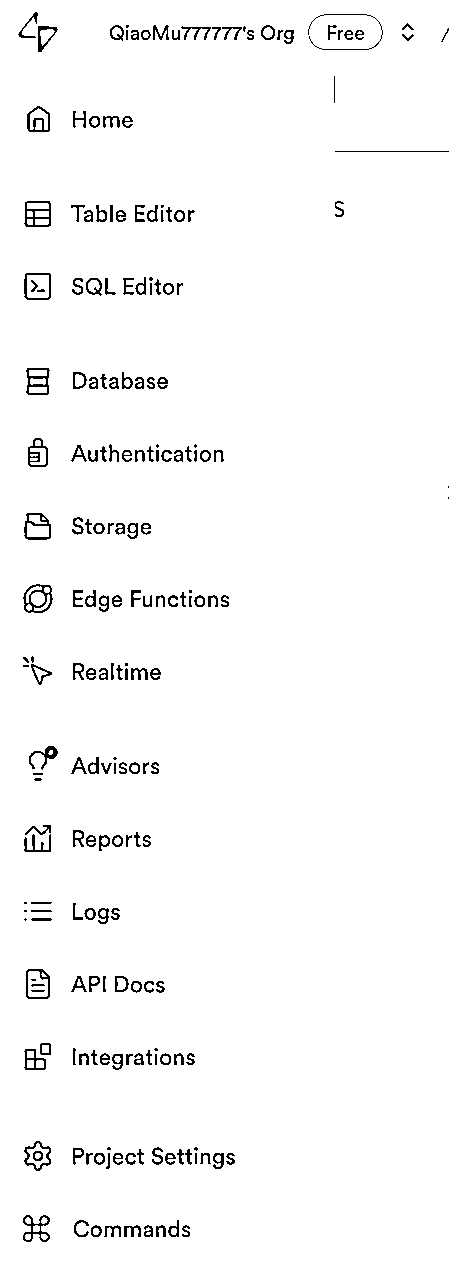 QiaoMu777777's Org Free /
Home
Table Editor
s
SQL Editor
Database
Authentication
Storage
Edge Functions
Realtime
Advisors
Reports
Logs
API Docs
Integrations
Project Settings
Commands